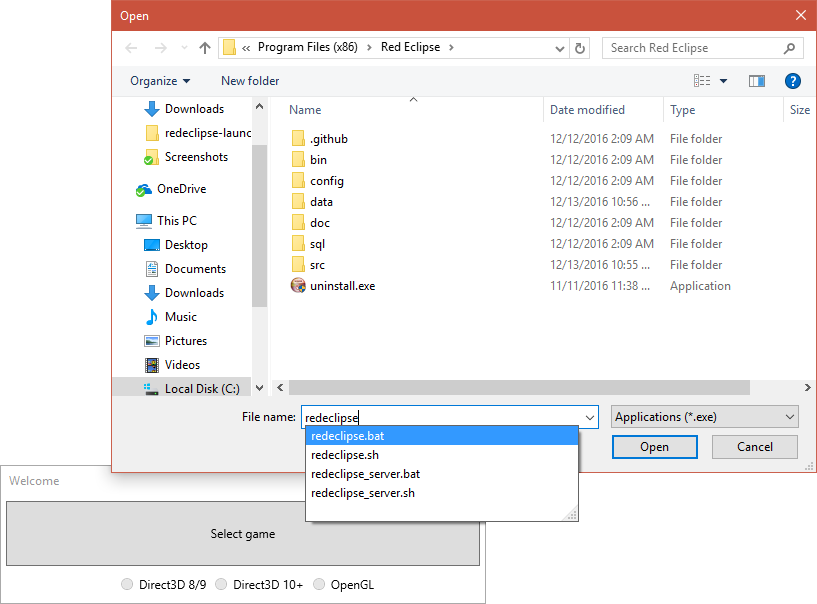 Open
« Program Files (x86) > Red Eclipse >
Search Red Eclipse
Organize
New folder
?
Downloads
redeclipse-launc
Screenshots
OneDrive
This PC
Desktop
Documents
Downloads
Music
Pictures
Videos
Local Disk (C:)
Name Date modified Type Size
.github 12/12/2016 2:09 AM File folder
bin 12/12/2016 2:09 AM File folder
config 12/12/2016 2:09 AM File folder
data 12/13/2016 10:56 ... File folder
doc 12/12/2016 2:09 AM File folder
sql 12/12/2016 2:09 AM File folder
src 12/13/2016 10:55 ... File folder
uninstall.exe 11/11/2016 11:38 ... Application
File name: redeclipse
Applications (*.exe)
redeclipse.bat
redeclipse.sh
redeclipse_server.bat
redeclipse_server.sh
Open
Cancel
Welcome
Select game
Direct3D 8/9 Direct3D 10+ OpenGL